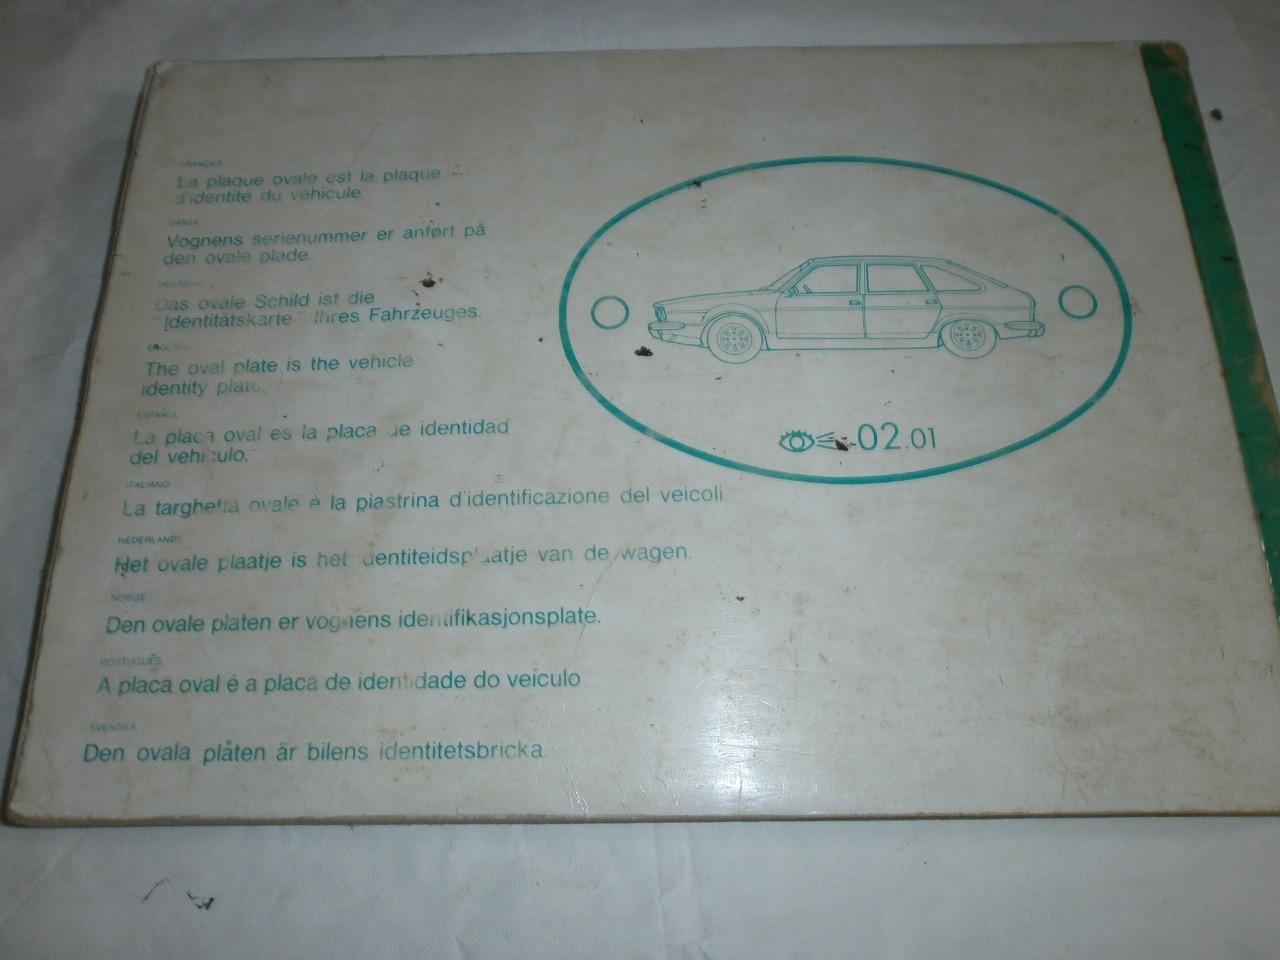 FRANÇAIS
La plaque ovale est la plaque
d'identité du véhicule.
DANSK
Vognens serienummer er anført på
den ovale plade.
DEUTSCH
Das ovale Schild ist die
"Identitätskarte" Ihres Fahrzeuges.
ENGLISH
The oval plate is the vehicle
identity plate.
ESPAÑOL
La placa oval es la placa de identidad
del vehículo.
ITALIANO
La targhetta ovale è la piastrina d'identificazione del veicoli.
NEDERLANDS
Het ovale plaatje is het identiteidsplaatje van de wagen.
NORGE
Den ovale platen er vognens identifikasjonsplate.
PORTUGUÊS
A placa oval é a placa de identidade do veículo
SVENSKA
Den ovala plåten är bilens identitetsbricka.
02.01